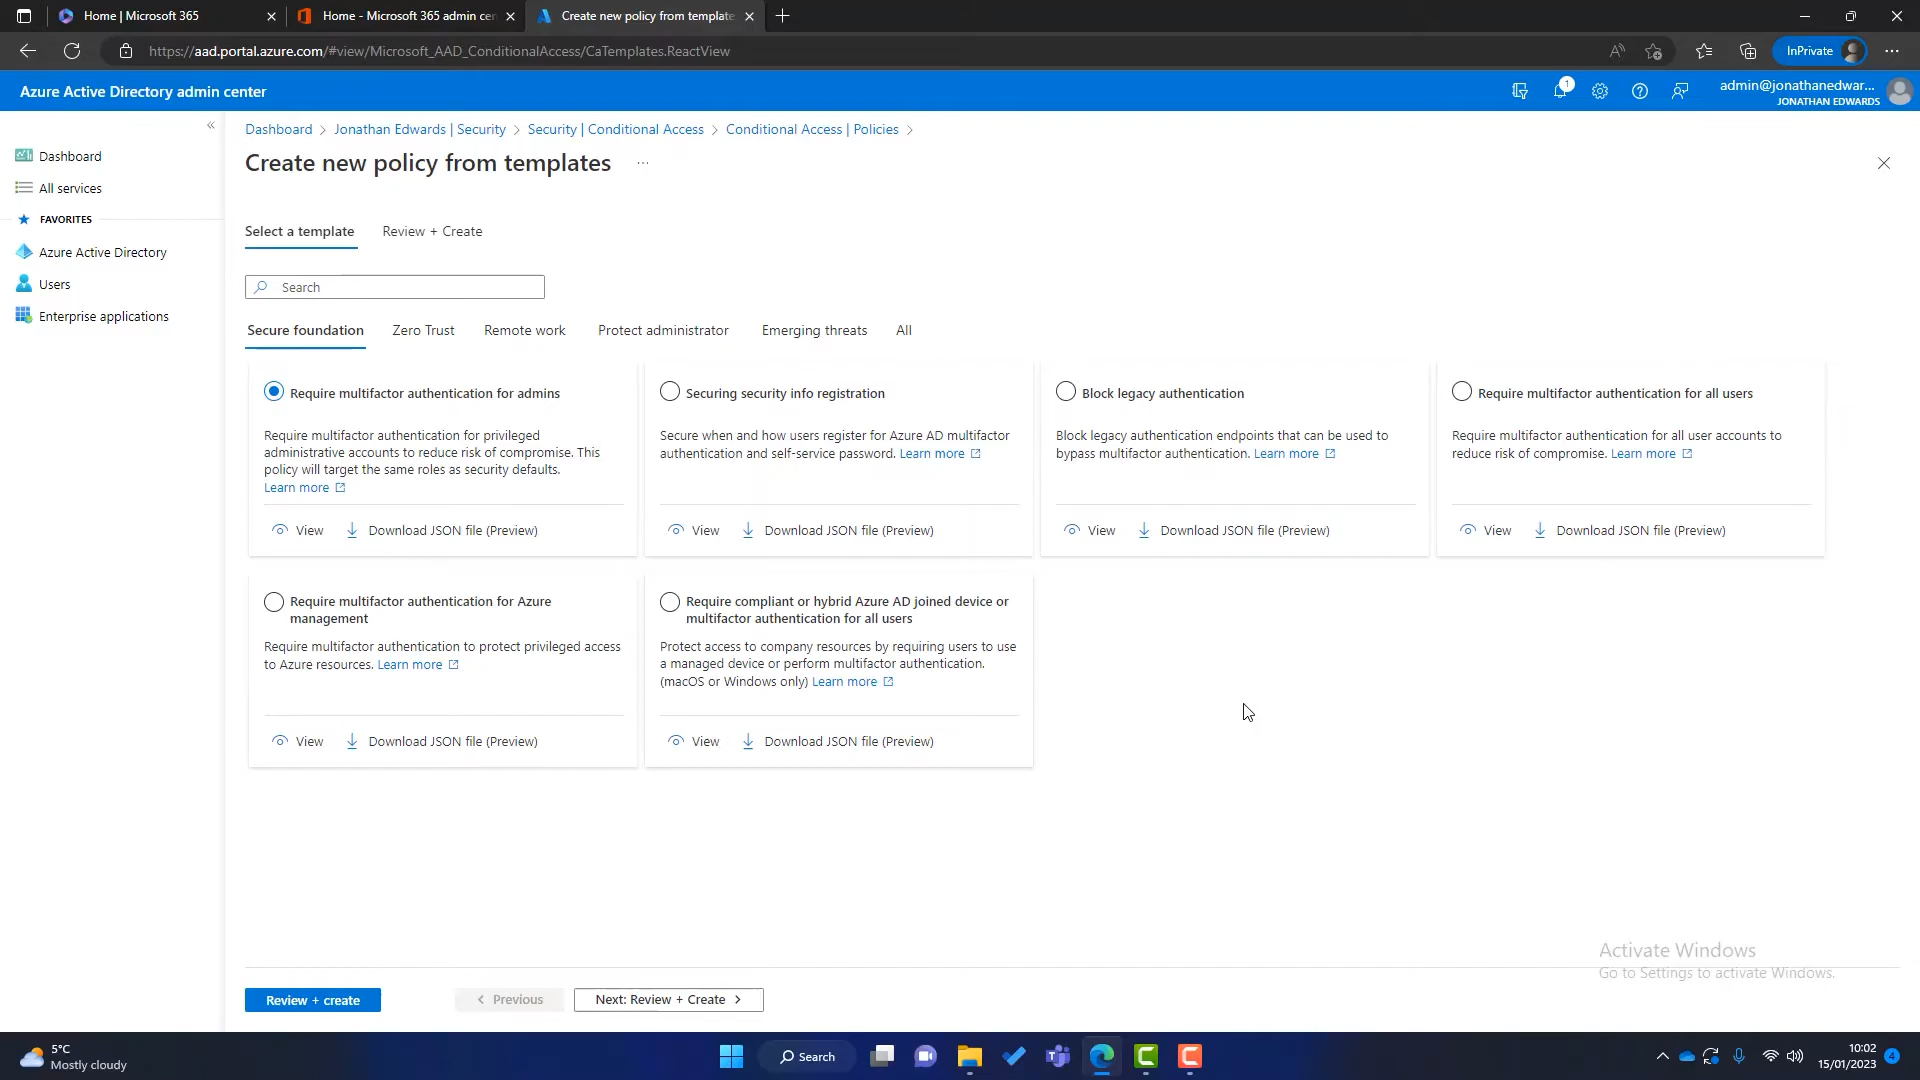 Home | Microsoft 365
Home - Microsoft 365 admin cen
Create new policy from template
https://aad.portal.azure.com/#view/Microsoft_AAD_ConditionalAccess/CaTemplates.ReactView
InPrivate
Azure Active Directory admin center
1
admin@jonathanedwar...
JONATHAN EDWARDS
Dashboard
All services
FAVORITES
Azure Active Directory
Users
Enterprise applications
Dashboard > Jonathan Edwards | Security > Security | Conditional Access > Conditional Access | Policies >
Create new policy from templates ...
Select a template
Review + Create
Search
Secure foundation
Zero Trust
Remote work
Protect administrator
Emerging threats
All
Require multifactor authentication for admins
Require multifactor authentication for privileged
administrative accounts to reduce risk of compromise. This
policy will target the same roles as security defaults.
Learn more
View
Download JSON file (Preview)
Securing security info registration
Secure when and how users register for Azure AD multifactor
authentication and self-service password. Learn more
View
Download JSON file (Preview)
Block legacy authentication
Block legacy authentication endpoints that can be used to
bypass multifactor authentication. Learn more
View
Download JSON file (Preview)
Require multifactor authentication for all users
Require multifactor authentication for all user accounts to
reduce risk of compromise. Learn more
View
Download JSON file (Preview)
Require multifactor authentication for Azure
management
Require multifactor authentication to protect privileged access
to Azure resources. Learn more
View
Download JSON file (Preview)
Require compliant or hybrid Azure AD joined device or
multifactor authentication for all users
Protect access to company resources by requiring users to use
a managed device or perform multifactor authentication.
(macOS or Windows only) Learn more
View
Download JSON file (Preview)
Activate Windows
Go to Settings to activate Windows.
Review + create
< Previous
Next: Review + Create >
5°C
Mostly cloudy
Search
10:02
15/01/2023
4